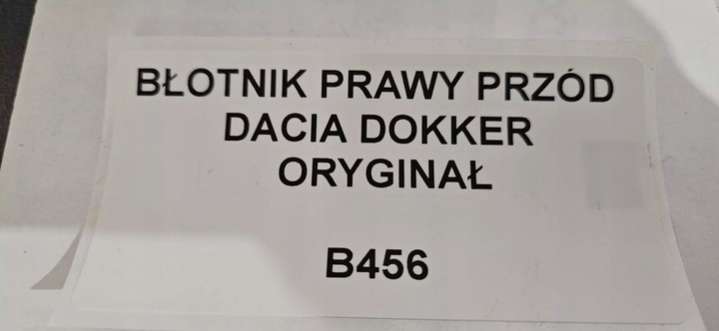 BŁOTNIK PRAWY PRZÓD
DACIA DOKKER
ORYGINAŁ
B456